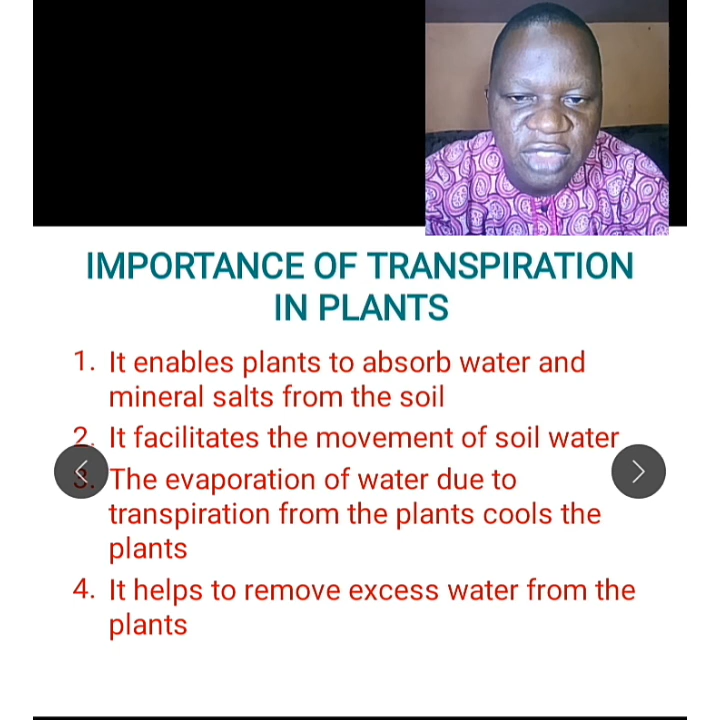 IMPORTANCE OF TRANSPIRATION
IN PLANTS
1. It enables plants to absorb water and
mineral salts from the soil
2. It facilitates the movement of soil water
3. The evaporation of water due to
transpiration from the plants cools the
plants
4. It helps to remove excess water from the
plants